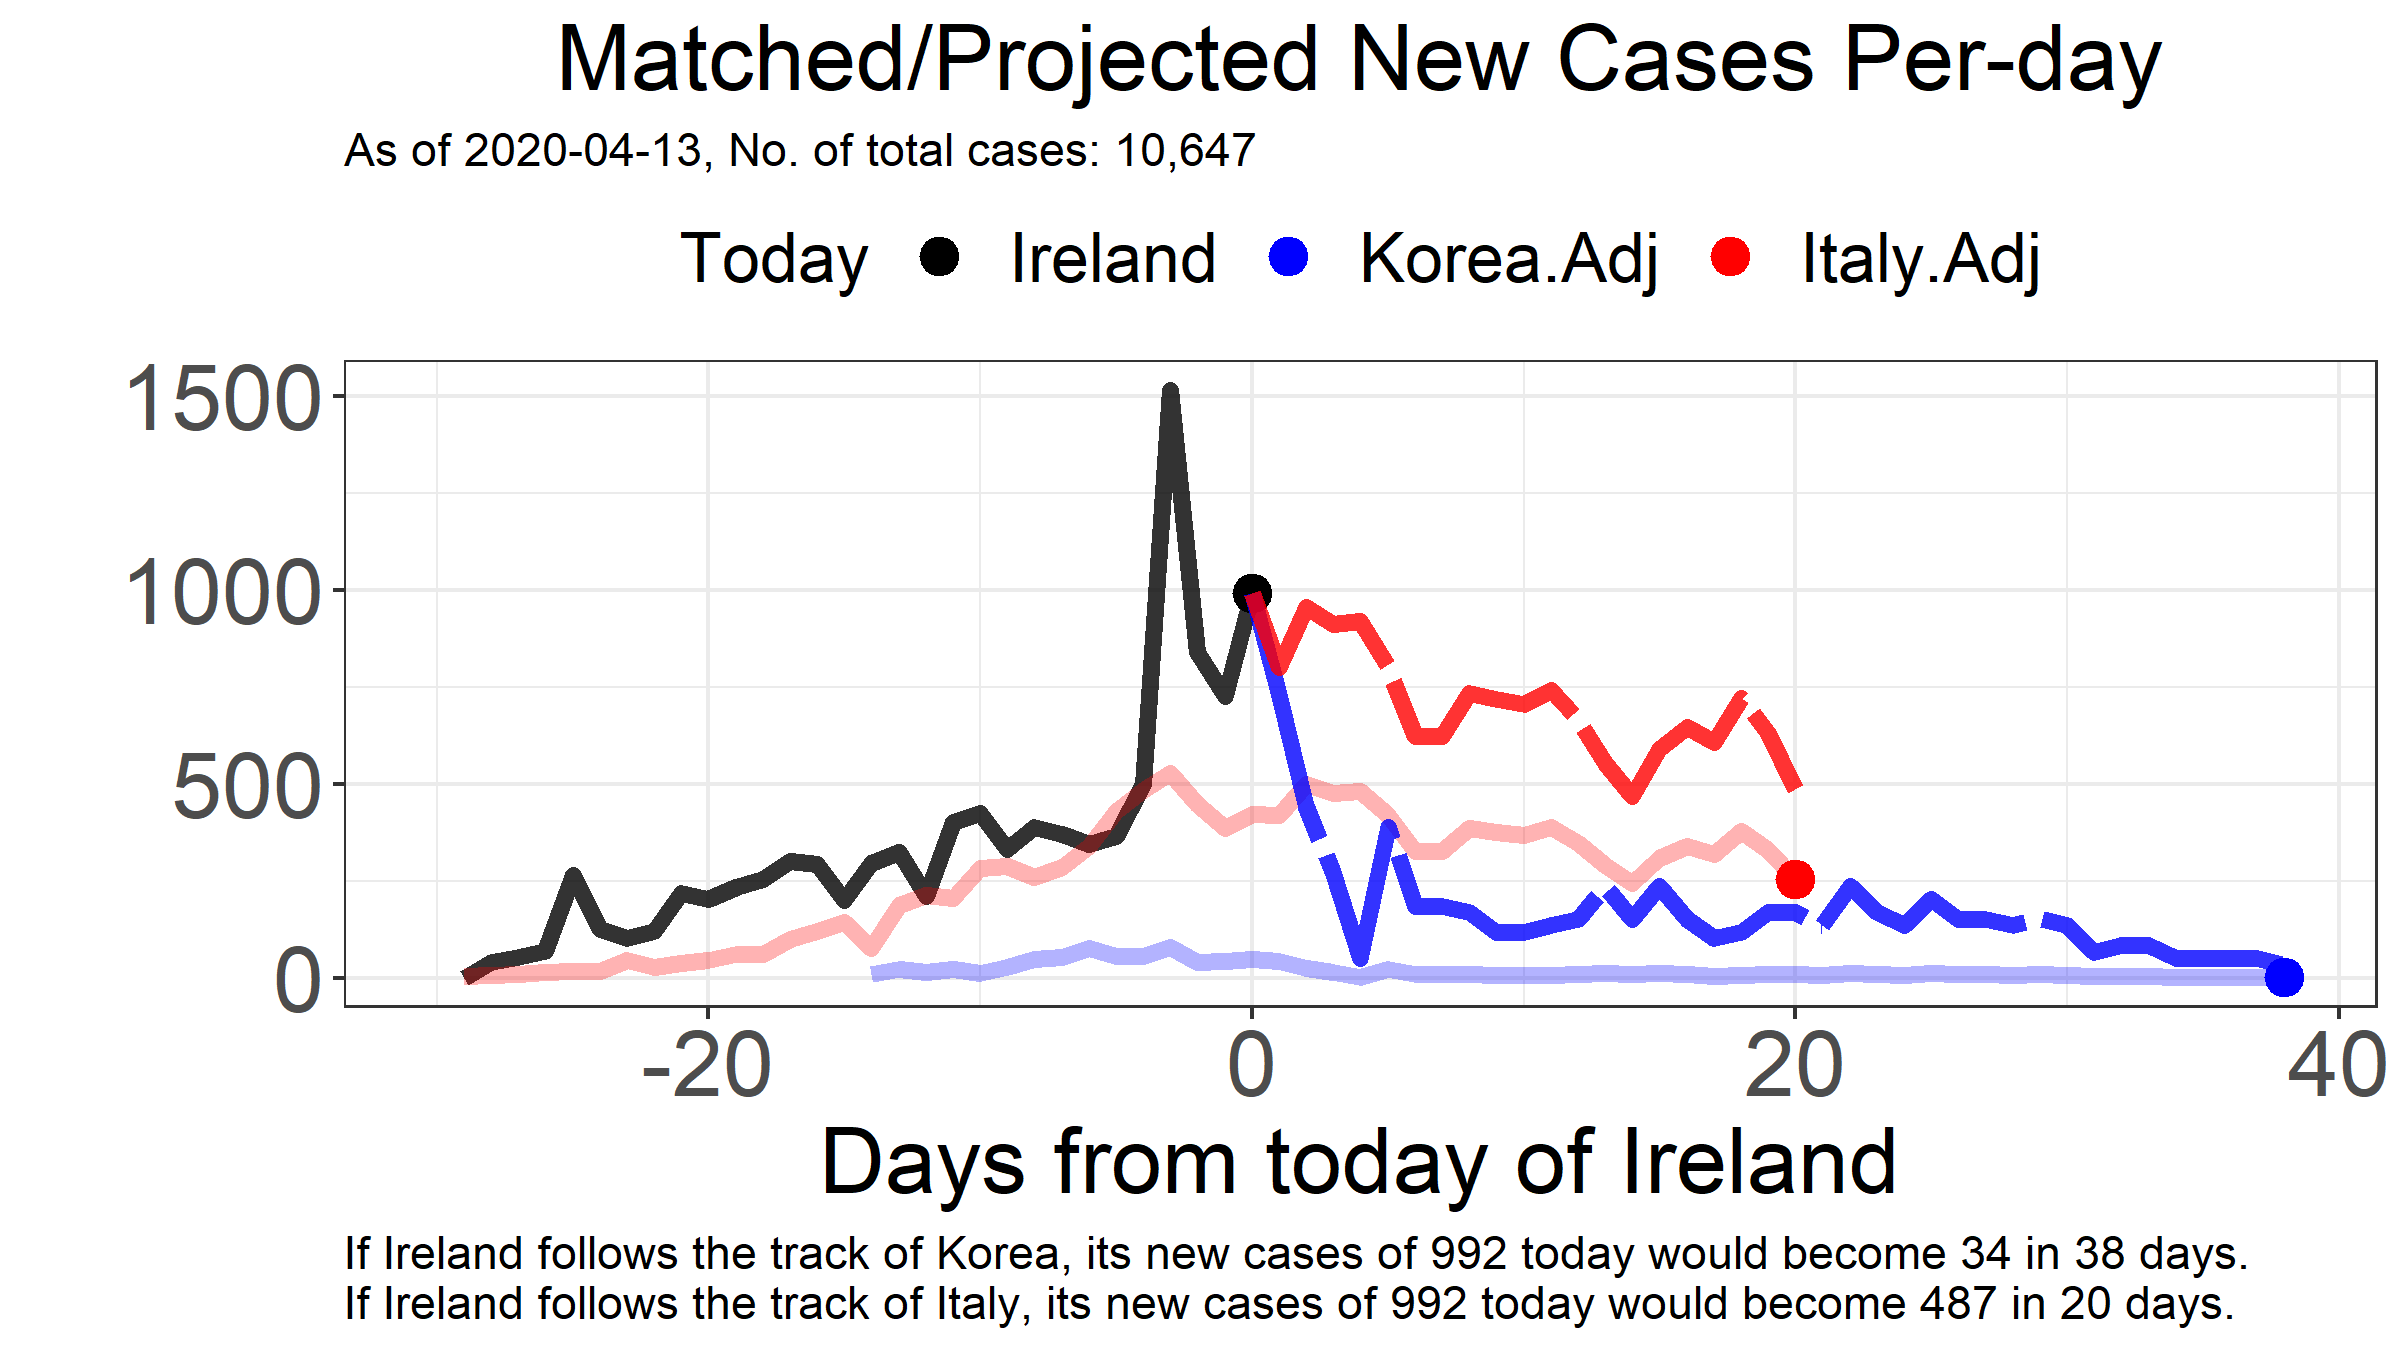 Matched/Projected New Cases Per-day
As of 2020-04-13, No. of total cases: 10,647
Today Ireland Korea.Adj Italy.Adj
1500
1000
500
0
-20 0 20 40
Days from today of Ireland
If Ireland follows the track of Korea, its new cases of 992 today would become 34 in 38 days.
If Ireland follows the track of Italy, its new cases of 992 today would become 487 in 20 days.